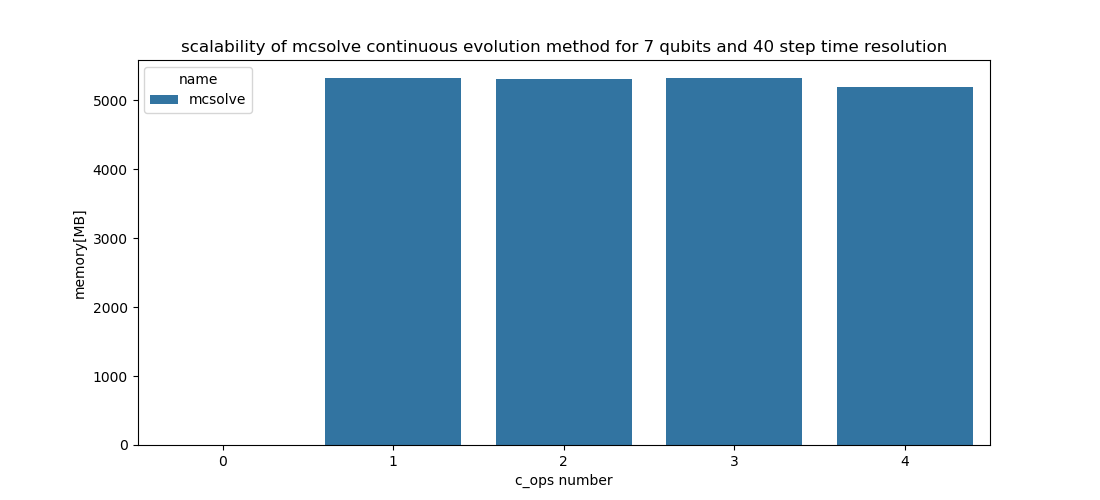 scalability of mcsolve continuous evolution method for 7 qubits and 40 step time resolution
name
mcsolve
5000
4000
3000
2000
1000
0
memory[MB]
0 1 2 3 4
c_ops number